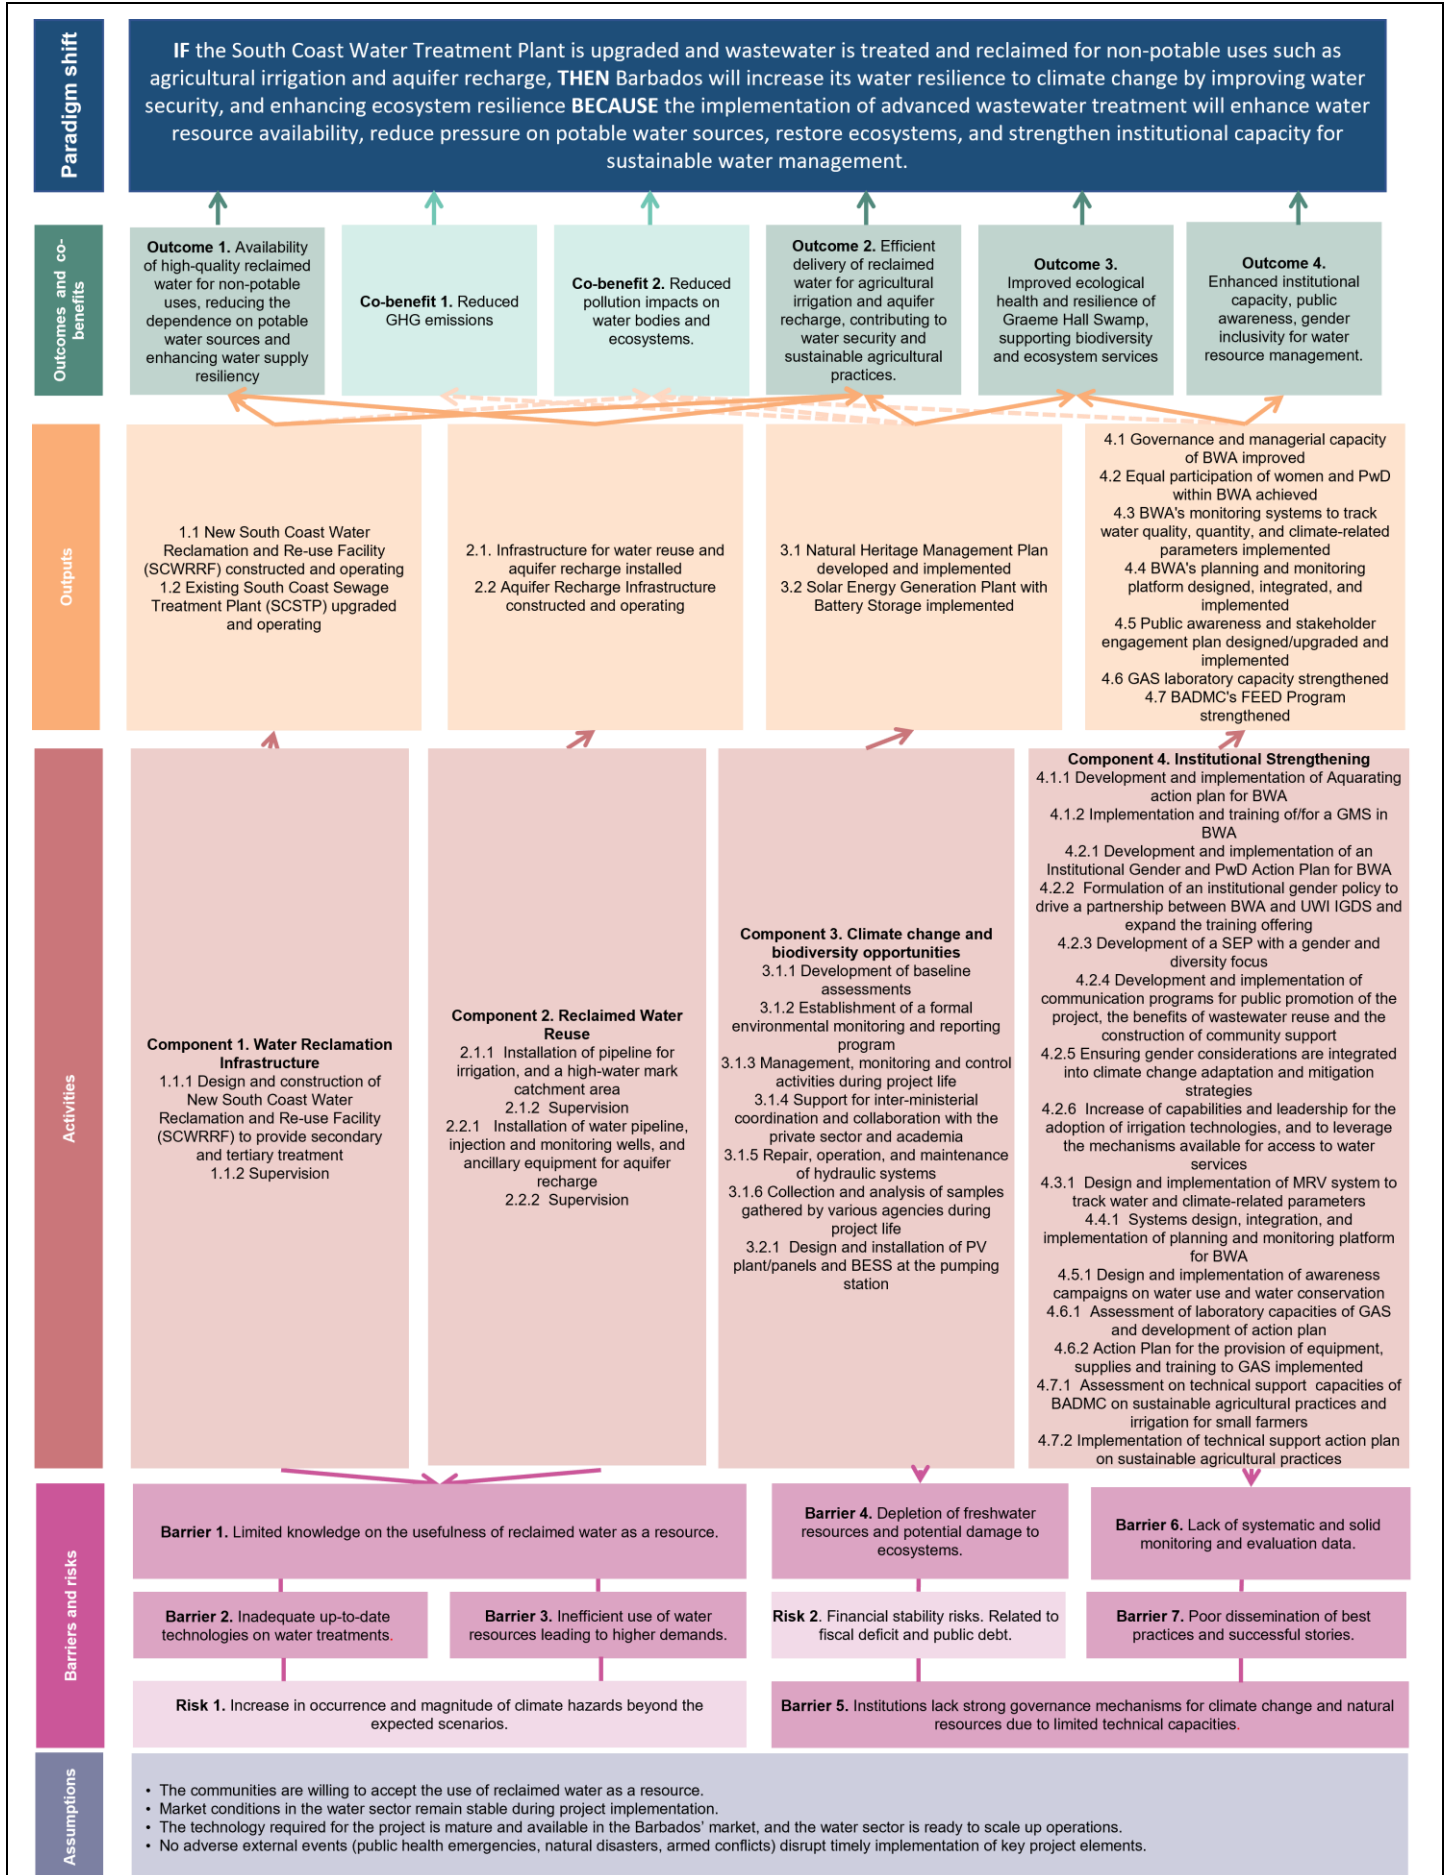 Paradigm shift
IF the South Coast Water Treatment Plant is upgraded and wastewater is treated and reclaimed for non-potable uses such as
agricultural irrigation and aquifer recharge, THEN Barbados will increase its water resilience to climate change by improving water
security, and enhancing ecosystem resilience BECAUSE the implementation of advanced wastewater treatment will enhance water
resource availability, reduce pressure on potable water sources, restore ecosystems, and strengthen institutional capacity for
sustainable water management.
Outcomes and co-
benefits
Outcome 1. Availability
of high-quality reclaimed
water for non-potable
uses, reducing the
dependence on potable
water sources and
enhancing water supply
resiliency
Co-benefit 1. Reduced
GHG emissions
Co-benefit 2. Reduced
pollution impacts on
water bodies and
ecosystems.
Outcome 2. Efficient
delivery of reclaimed
water for agricultural
irrigation and aquifer
recharge, contributing to
water security and
sustainable agricultural
practices.
Outcome 3.
Improved ecological
health and resilience of
Graeme Hall Swamp,
supporting biodiversity
and ecosystem services
Outcome 4.
Enhanced institutional
capacity, public
awareness, gender
inclusivity for water
resource management.
Outputs
1.1 New South Coast Water
Reclamation and Re-use Facility
(SCWRRF) constructed and operating
1.2 Existing South Coast Sewage
Treatment Plant (SCSTP) upgraded
and operating
2.1. Infrastructure for water reuse and
aquifer recharge installed
2.2 Aquifer Recharge Infrastructure
constructed and operating
3.1 Natural Heritage Management Plan
developed and implemented
3.2 Solar Energy Generation Plant with
Battery Storage implemented
4.1 Governance and managerial capacity
of BWA improved
4.2 Equal participation of women and PwD
within BWA achieved
4.3 BWA's monitoring systems to track
water quality, quantity, and climate-related
parameters implemented
4.4 BWA's planning and monitoring
platform designed, integrated, and
implemented
4.5 Public awareness and stakeholder
engagement plan designed/upgraded and
implemented
4.6 GAS laboratory capacity strengthened
4.7 BADMC's FEED Program
strengthened
Activities
Component 1. Water Reclamation
Infrastructure
1.1.1 Design and construction of
New South Coast Water
Reclamation and Re-use Facility
(SCWRRF) to provide secondary
and tertiary treatment
1.1.2 Supervision
Component 2. Reclaimed Water
Reuse
2.1.1 Installation of pipeline for
irrigation, and a high-water mark
catchment area
2.1.2 Supervision
2.2.1 Installation of water pipeline,
injection and monitoring wells, and
ancillary equipment for aquifer
recharge
2.2.2 Supervision
Component 3. Climate change and
biodiversity opportunities
3.1.1 Development of baseline
assessments
3.1.2 Establishment of a formal
environmental monitoring and reporting
program
3.1.3 Management, monitoring and control
activities during project life
3.1.4 Support for inter-ministerial
coordination and collaboration with the
private sector and academia
3.1.5 Repair, operation, and maintenance
of hydraulic systems
3.1.6 Collection and analysis of samples
gathered by various agencies during
project life
3.2.1 Design and installation of PV
plant/panels and BESS at the pumping
station
Component 4. Institutional Strengthening
4.1.1 Development and implementation of Aquarating
action plan for BWA
4.1.2 Implementation and training of/for a GMS in
BWA
4.2.1 Development and implementation of an
Institutional Gender and PwD Action Plan for BWA
4.2.2 Formulation of an institutional gender policy to
drive a partnership between BWA and UWI IGDS and
expand the training offering
4.2.3 Development of a SEP with a gender and
diversity focus
4.2.4 Development and implementation of
communication programs for public promotion of the
project, the benefits of wastewater reuse and the
construction of community support
4.2.5 Ensuring gender considerations are integrated
into climate change adaptation and mitigation
strategies
4.2.6 Increase of capabilities and leadership for the
adoption of irrigation technologies, and to leverage
the mechanisms available for access to water
services
4.3.1 Design and implementation of MRV system to
track water and climate-related parameters
4.4.1 Systems design, integration, and
implementation of planning and monitoring platform
for BWA
4.5.1 Design and implementation of awareness
campaigns on water use and water conservation
4.6.1 Assessment of laboratory capacities of GAS
and development of action plan
4.6.2 Action Plan for the provision of equipment,
supplies and training to GAS implemented
4.7.1 Assessment on technical support capacities of
BADMC on sustainable agricultural practices and
irrigation for small farmers
4.7.2 Implementation of technical support action plan
on sustainable agricultural practices
Barriers and risks
Barrier 1. Limited knowledge on the usefulness of reclaimed water as a resource.
Barrier 4. Depletion of freshwater
resources and potential damage to
ecosystems.
Barrier 6. Lack of systematic and solid
monitoring and evaluation data.
Barrier 2. Inadequate up-to-date
technologies on water treatments.
Barrier 3. Inefficient use of water
resources leading to higher demands.
Risk 2. Financial stability risks. Related to
fiscal deficit and public debt.
Barrier 7. Poor dissemination of best
practices and successful stories.
Risk 1. Increase in occurrence and magnitude of climate hazards beyond the
expected scenarios.
Barrier 5. Institutions lack strong governance mechanisms for climate change and natural
resources due to limited technical capacities.
Assumptions
• The communities are willing to accept the use of reclaimed water as a resource.
• Market conditions in the water sector remain stable during project implementation.
• The technology required for the project is mature and available in the Barbados' market, and the water sector is ready to scale up operations.
• No adverse external events (public health emergencies, natural disasters, armed conflicts) disrupt timely implementation of key project elements.